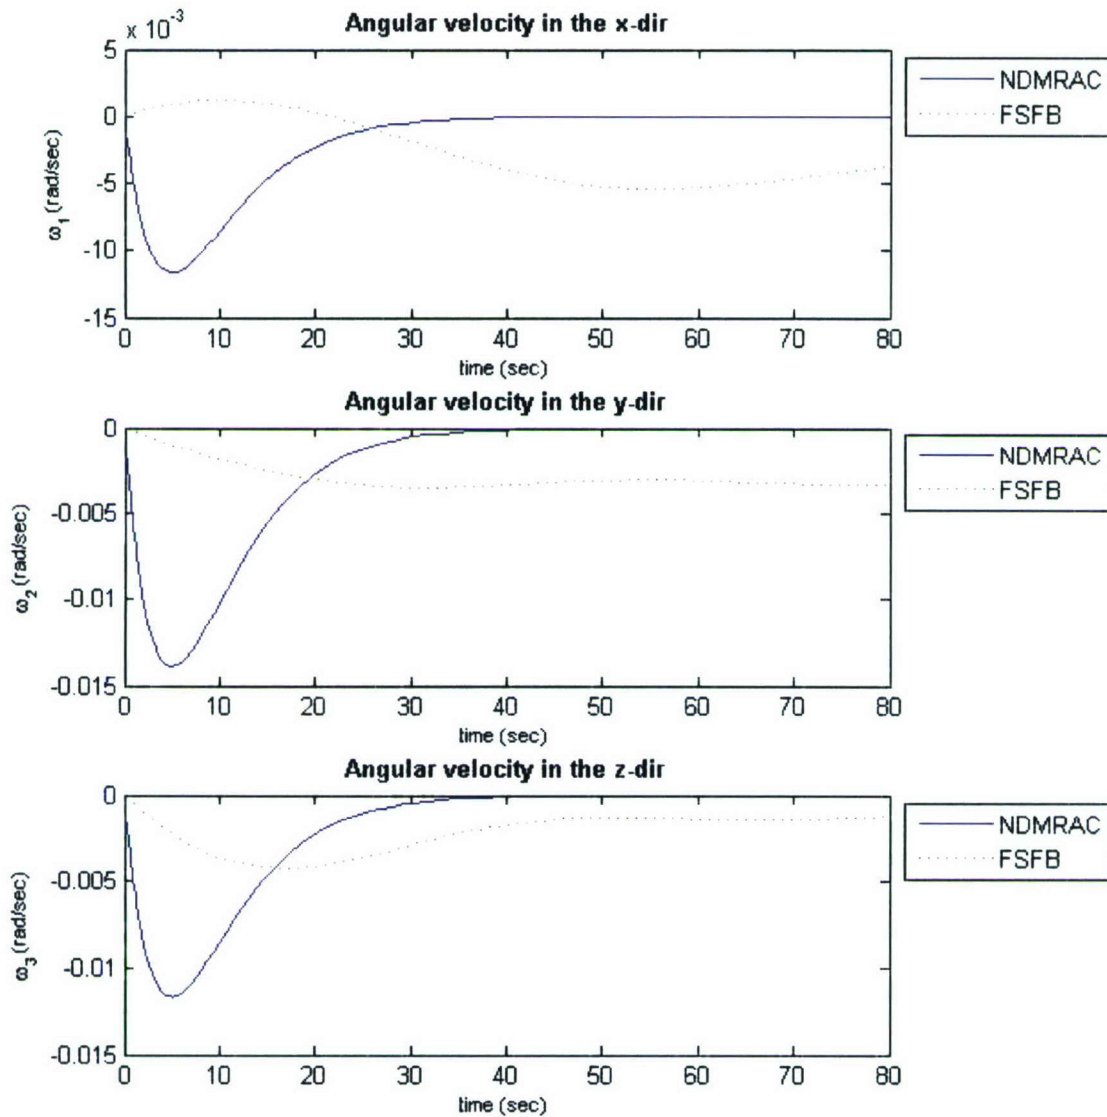 x 10⁻³
Angular velocity in the x-dir
5
0
-5
-10
-15
ω₁ (rad/sec)
0 10 20 30 40 50 60 70 80
time (sec)
NDMRAC
FSFB
Angular velocity in the y-dir
0
-0.005
-0.01
-0.015
ω₂ (rad/sec)
0 10 20 30 40 50 60 70 80
time (sec)
NDMRAC
FSFB
Angular velocity in the z-dir
0
-0.005
-0.01
-0.015
ω₃ (rad/sec)
0 10 20 30 40 50 60 70 80
time (sec)
NDMRAC
FSFB